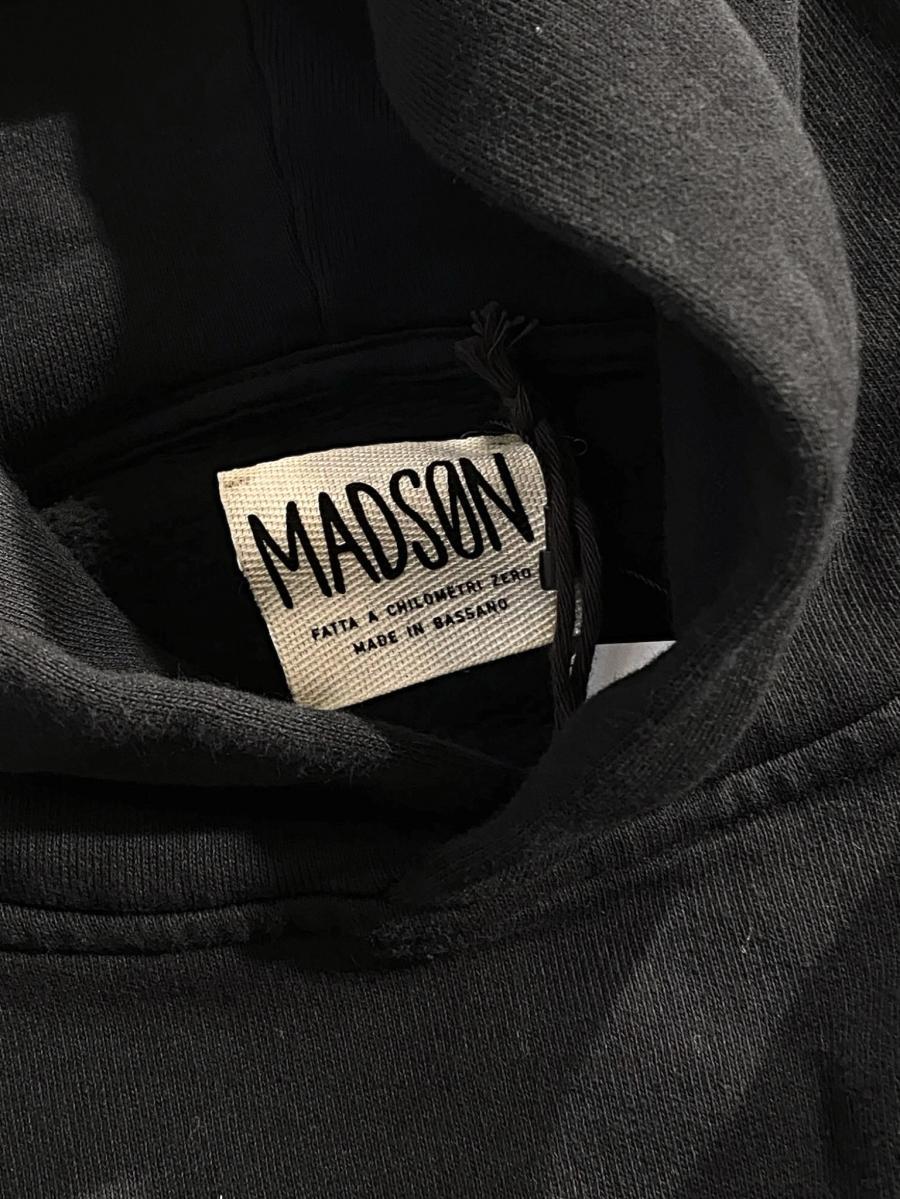 MADSØN
FATTA A CHILOMETRI ZERO
MADE IN BASSANO